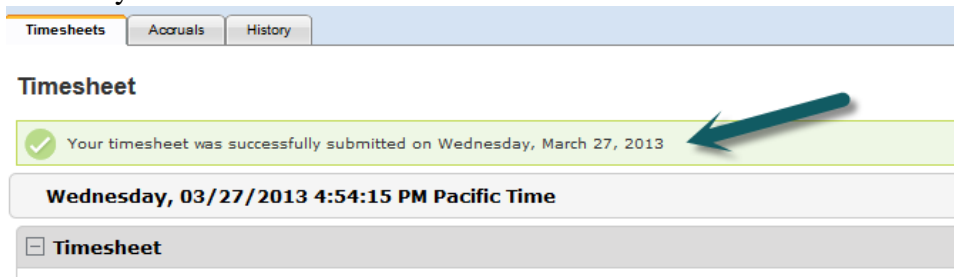 Timesheets Accruals History
Timesheet
Your timesheet was successfully submitted on Wednesday, March 27, 2013
Wednesday, 03/27/2013 4:54:15 PM Pacific Time
Timesheet